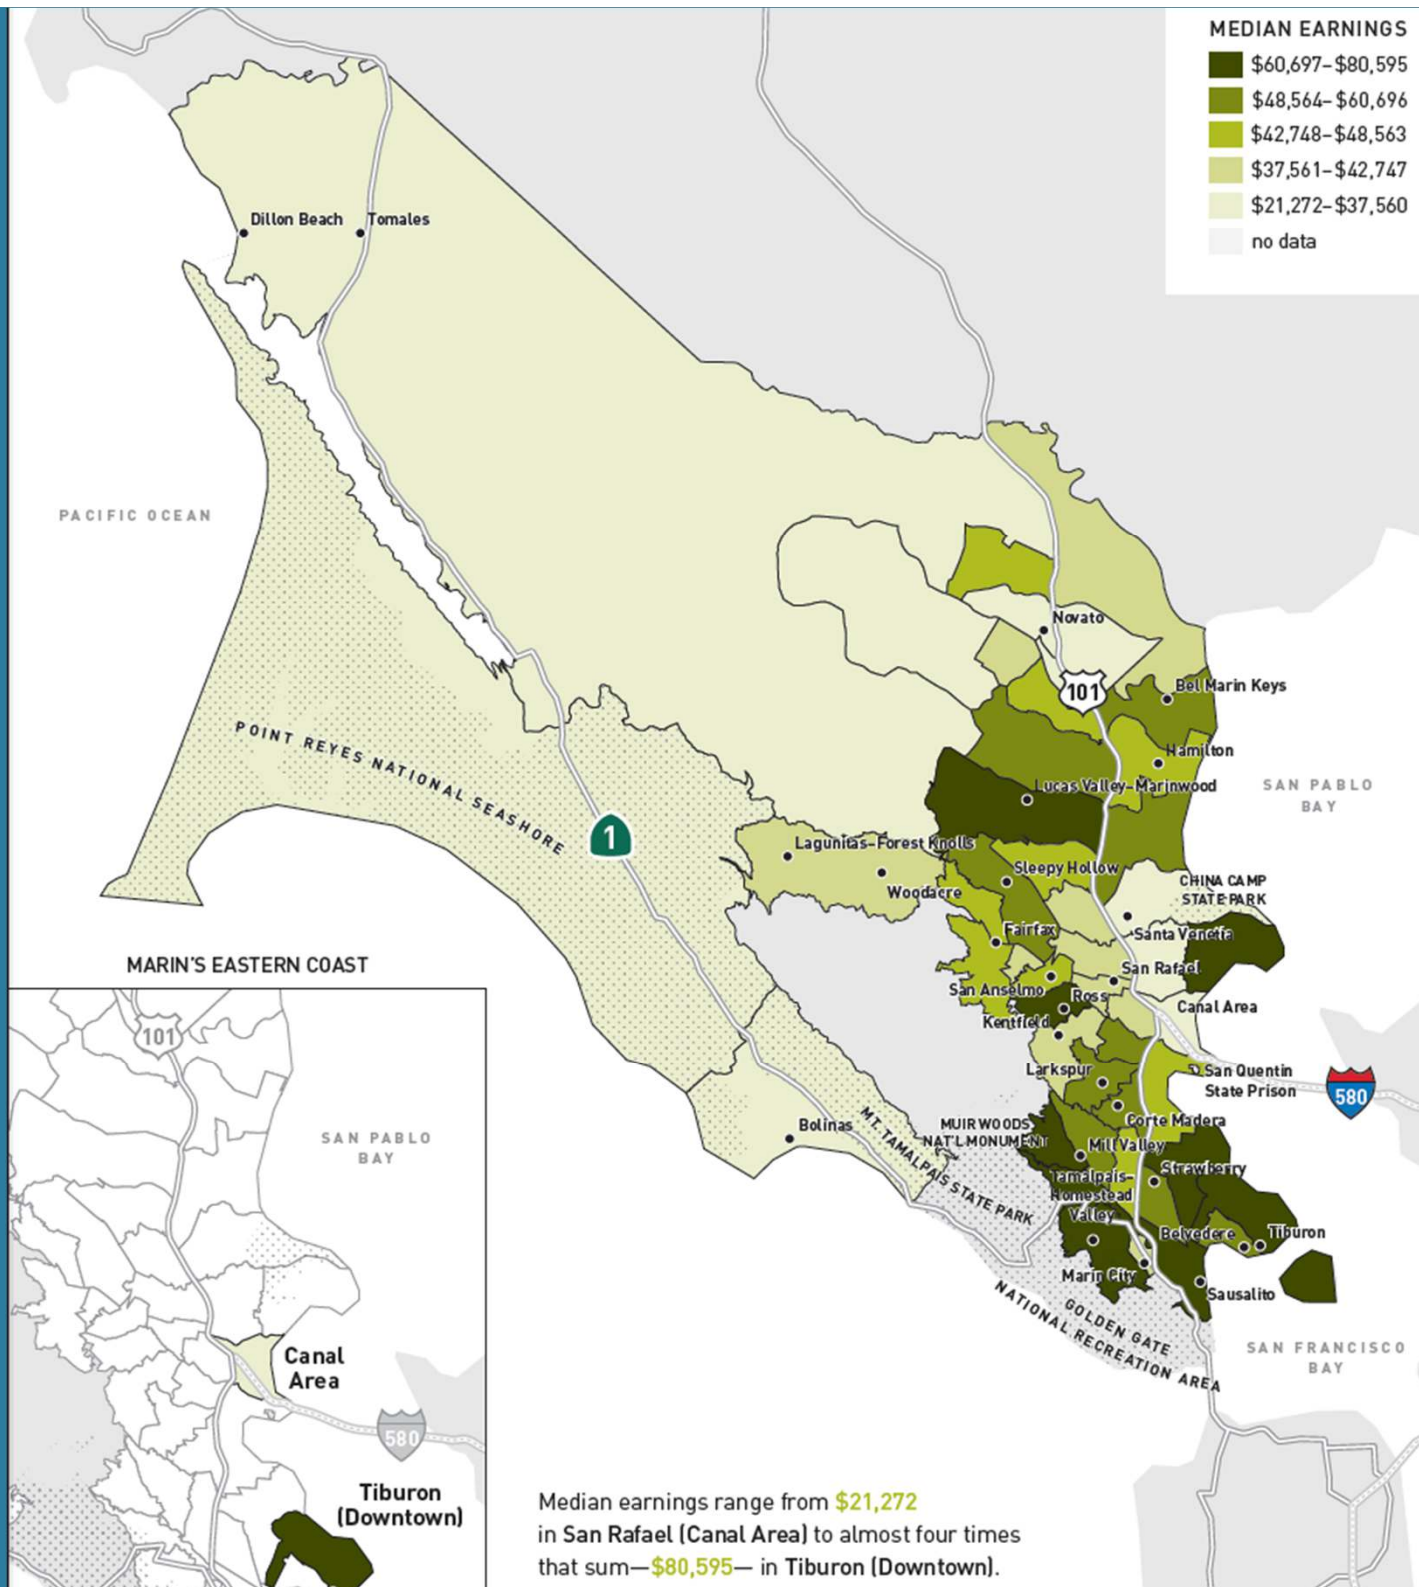 MEDIAN EARNINGS
$60,697–$80,595
$48,564–$60,696
$42,748–$48,563
$37,561–$42,747
$21,272–$37,560
no data
Dillon Beach
Tomales
PACIFIC OCEAN
Novato
101
Bel Marin Keys
Hamilton
Lucas Valley–Marinwood
SAN PABLO
BAY
POINT REYES NATIONAL SEASHORE
1
Lagunitas–Forest Knolls
Woodacre
Sleepy Hollow
CHINA CAMP
STATE PARK
Fairfax
Santa Venetia
San Rafael
San Anselmo
Ross
Canal Area
Kentfield
Larkspur
San Quentin
State Prison
580
Corte Madera
MUIR WOODS
NAT'L MONUMENT
Mill Valley
Strawberry
Tamalpais–
Homestead
Valley
Bolinas
MT. TAMALPAIS STATE PARK
Belvedere
Tiburon
Marin City
Sausalito
GOLDEN GATE
NATIONAL RECREATION AREA
SAN FRANCISCO
BAY
MARIN'S EASTERN COAST
101
SAN PABLO
BAY
Canal
Area
580
Tiburon
(Downtown)
Median earnings range from $21,272
in San Rafael (Canal Area) to almost four times
that sum—$80,595— in Tiburon (Downtown).